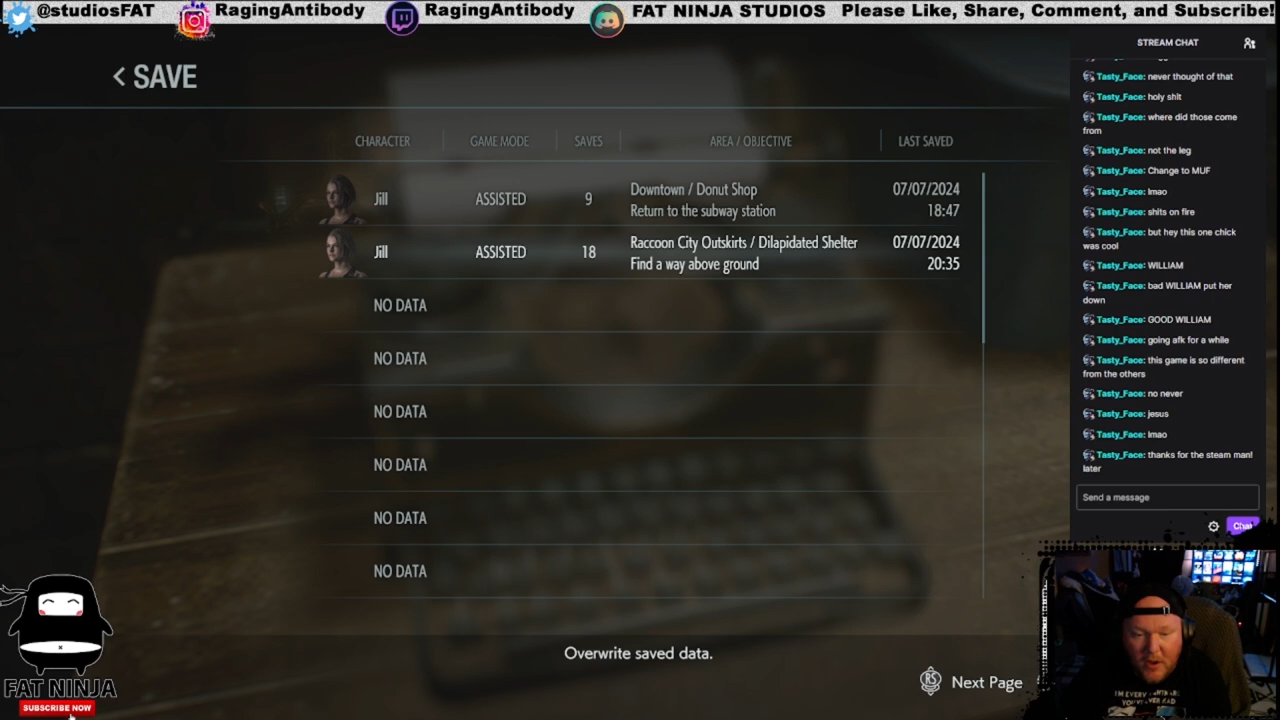 @studiosFAT RagingAntibody RagingAntibody FAT NINJA STUDIOS Please Like, Share, Comment, and Subscribe!
< SAVE
CHARACTER GAME MODE SAVES AREA / OBJECTIVE LAST SAVED
Jill ASSISTED 9 Downtown / Donut Shop 07/07/2024
Return to the subway station 18:47
Jill ASSISTED 18 Raccoon City Outskirts / Dilapidated Shelter 07/07/2024
Find a way above ground 20:35
NO DATA
NO DATA
NO DATA
NO DATA
NO DATA
NO DATA
Overwrite saved data.
RS Next Page
STREAM CHAT
Tasty_Face: never thought of that
Tasty_Face: holy shit
Tasty_Face: where did those come
from
Tasty_Face: not the leg
Tasty_Face: Change to MUF
Tasty_Face: lmao
Tasty_Face: shits on fire
Tasty_Face: but hey this one chick
was cool
Tasty_Face: WILLIAM
Tasty_Face: bad WILLIAM put her
down
Tasty_Face: GOOD WILLIAM
Tasty_Face: going afk for a while
Tasty_Face: this game is so different
from the others
Tasty_Face: no never
Tasty_Face: jesus
Tasty_Face: lmao
Tasty_Face: thanks for the steam man!
later
Send a message
Chat
FAT NINJA
SUBSCRIBE NOW